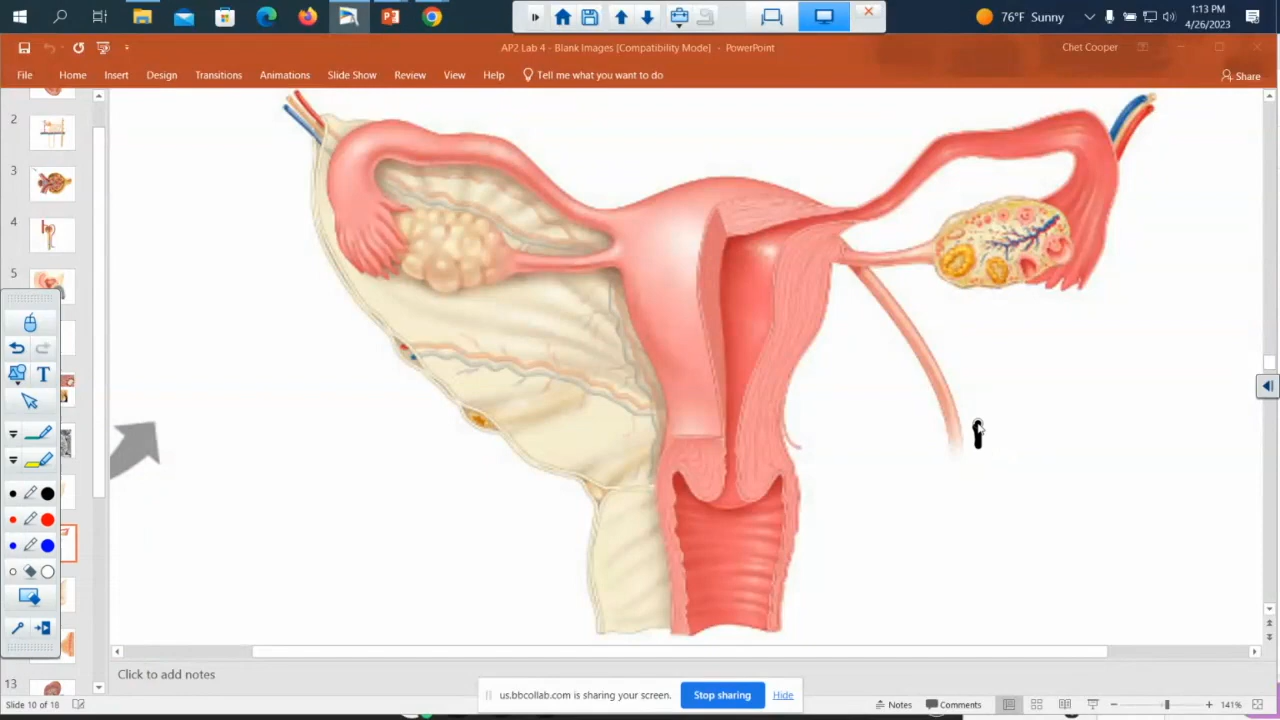 76°F Sunny
1:13 PM
4/26/2023
AP2 Lab 4 - Blank Images [Compatibility Mode] - PowerPoint
Chet Cooper
File Home Insert Design Transitions Animations Slide Show Review View Help Tell me what you want to do
Share
2
3
4
5
T
13
Click to add notes
us.bbcollab.com is sharing your screen. Stop sharing Hide
Slide 10 of 18
Notes Comments 141%